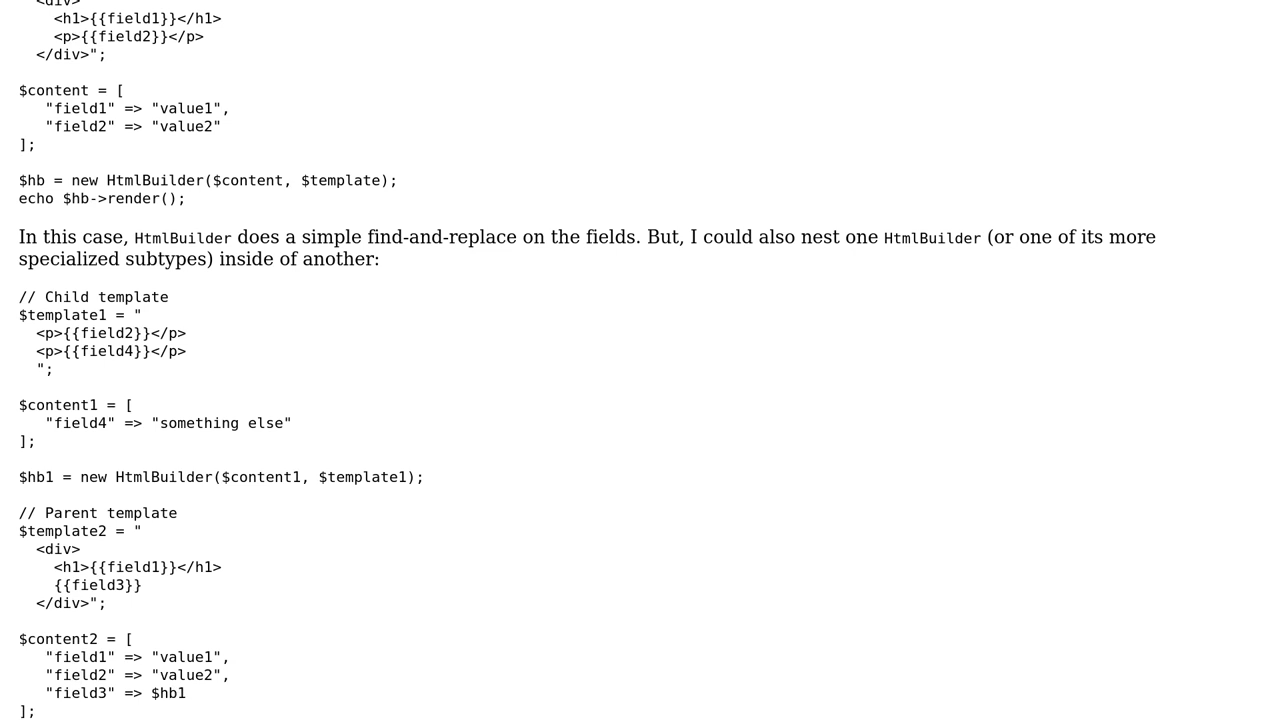 <div>
<h1>{{field1}}</h1>
<p>{{field2}}</p>
</div>";
$content = [
"field1" => "value1",
"field2" => "value2"
];
$hb = new HtmlBuilder($content, $template);
echo $hb->render();
In this case, HtmlBuilder does a simple find-and-replace on the fields. But, I could also nest one HtmlBuilder (or one of its more
specialized subtypes) inside of another:
// Child template
$template1 = "
<p>{{field2}}</p>
<p>{{field4}}</p>
";
$content1 = [
"field4" => "something else"
];
$hb1 = new HtmlBuilder($content1, $template1);
// Parent template
$template2 = "
<div>
<h1>{{field1}}</h1>
{{field3}}
</div>";
$content2 = [
"field1" => "value1",
"field2" => "value2",
"field3" => $hb1
];